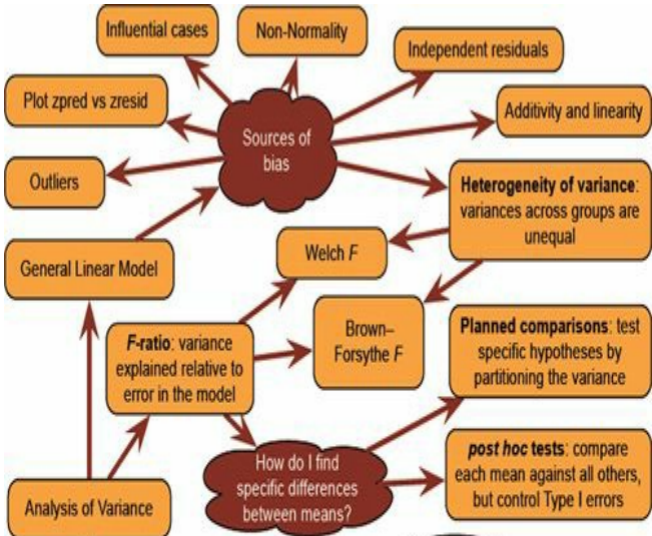 Influential cases
Non-Normality
Independent residuals
Plot zpred vs zresid
Sources of
bias
Additivity and linearity
Outliers
Heterogeneity of variance:
variances across groups are
unequal
General Linear Model
Welch F
F-ratio: variance
explained relative to
error in the model
Brown–
Forsythe F
Planned comparisons: test
specific hypotheses by
partitioning the variance
How do I find
specific differences
between means?
post hoc tests: compare
each mean against all others,
but control Type I errors
Analysis of Variance